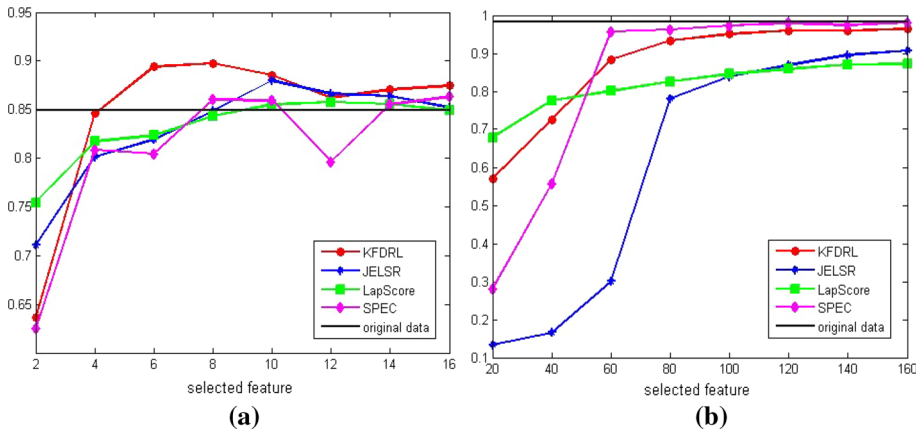 0.95
0.9
0.85
0.8
0.75
0.7
0.65
2 4 6 8 10 12 14 16
selected feature
KFDRL
JELSR
LapScore
SPEC
original data
(a)
1
0.9
0.8
0.7
0.6
0.5
0.4
0.3
0.2
0.1
20 40 60 80 100 120 140 160
selected feature
KFDRL
JELSR
LapScore
SPEC
original data
(b)